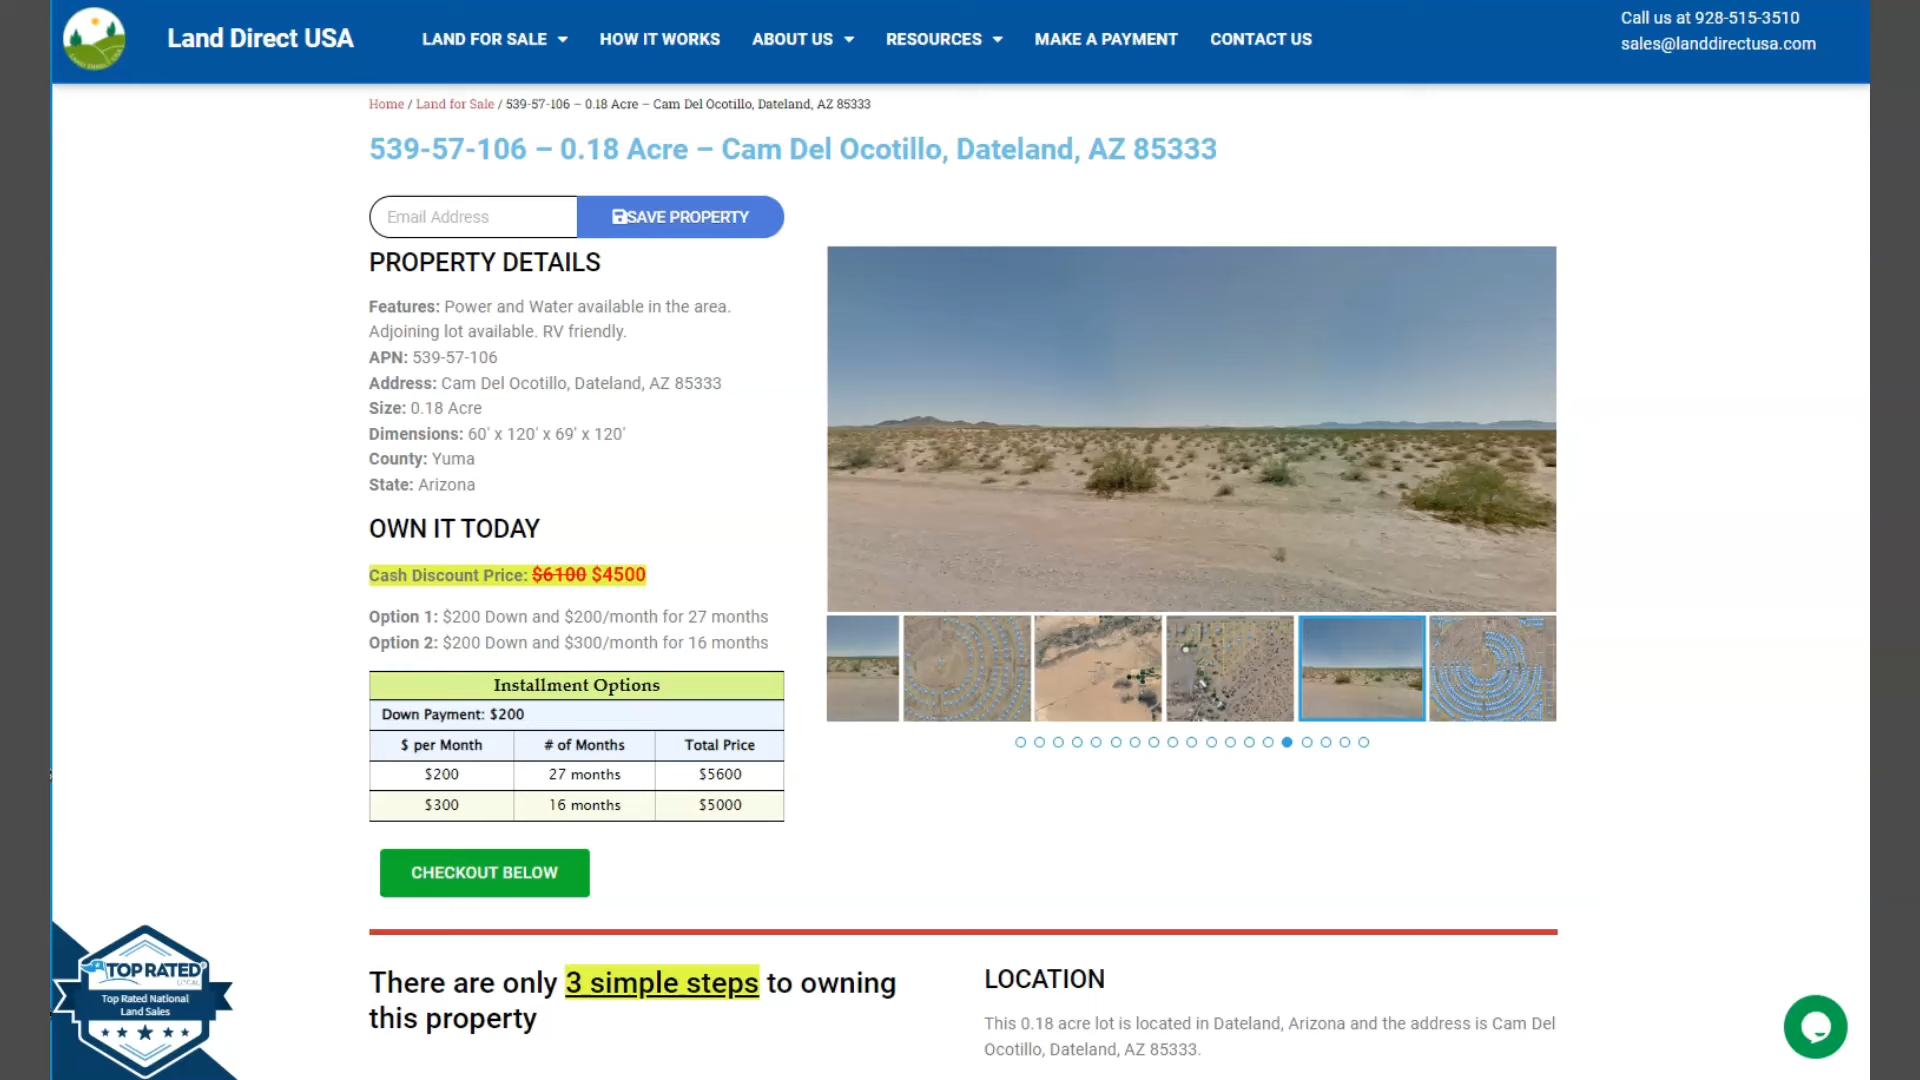 Land Direct USA
LAND FOR SALE
HOW IT WORKS
ABOUT US
RESOURCES
MAKE A PAYMENT
CONTACT US
Call us at 928-515-3510
sales@landdirectusa.com
Home / Land for Sale / 539-57-106 – 0.18 Acre – Cam Del Ocotillo, Dateland, AZ 85333
539-57-106 – 0.18 Acre – Cam Del Ocotillo, Dateland, AZ 85333
Email Address
SAVE PROPERTY
PROPERTY DETAILS
Features: Power and Water available in the area.
Adjoining lot available. RV friendly.
APN: 539-57-106
Address: Cam Del Ocotillo, Dateland, AZ 85333
Size: 0.18 Acre
Dimensions: 60' x 120' x 69' x 120'
County: Yuma
State: Arizona
OWN IT TODAY
Cash Discount Price: $6100 $4500
Option 1: $200 Down and $200/month for 27 months
Option 2: $200 Down and $300/month for 16 months
Installment Options
Down Payment: $200
$ per Month # of Months Total Price
$200 27 months $5600
$300 16 months $5000
CHECKOUT BELOW
There are only 3 simple steps to owning
this property
LOCATION
This 0.18 acre lot is located in Dateland, Arizona and the address is Cam Del
Ocotillo, Dateland, AZ 85333.
TOP RATED
LOCAL
Top Rated National
Land Sales